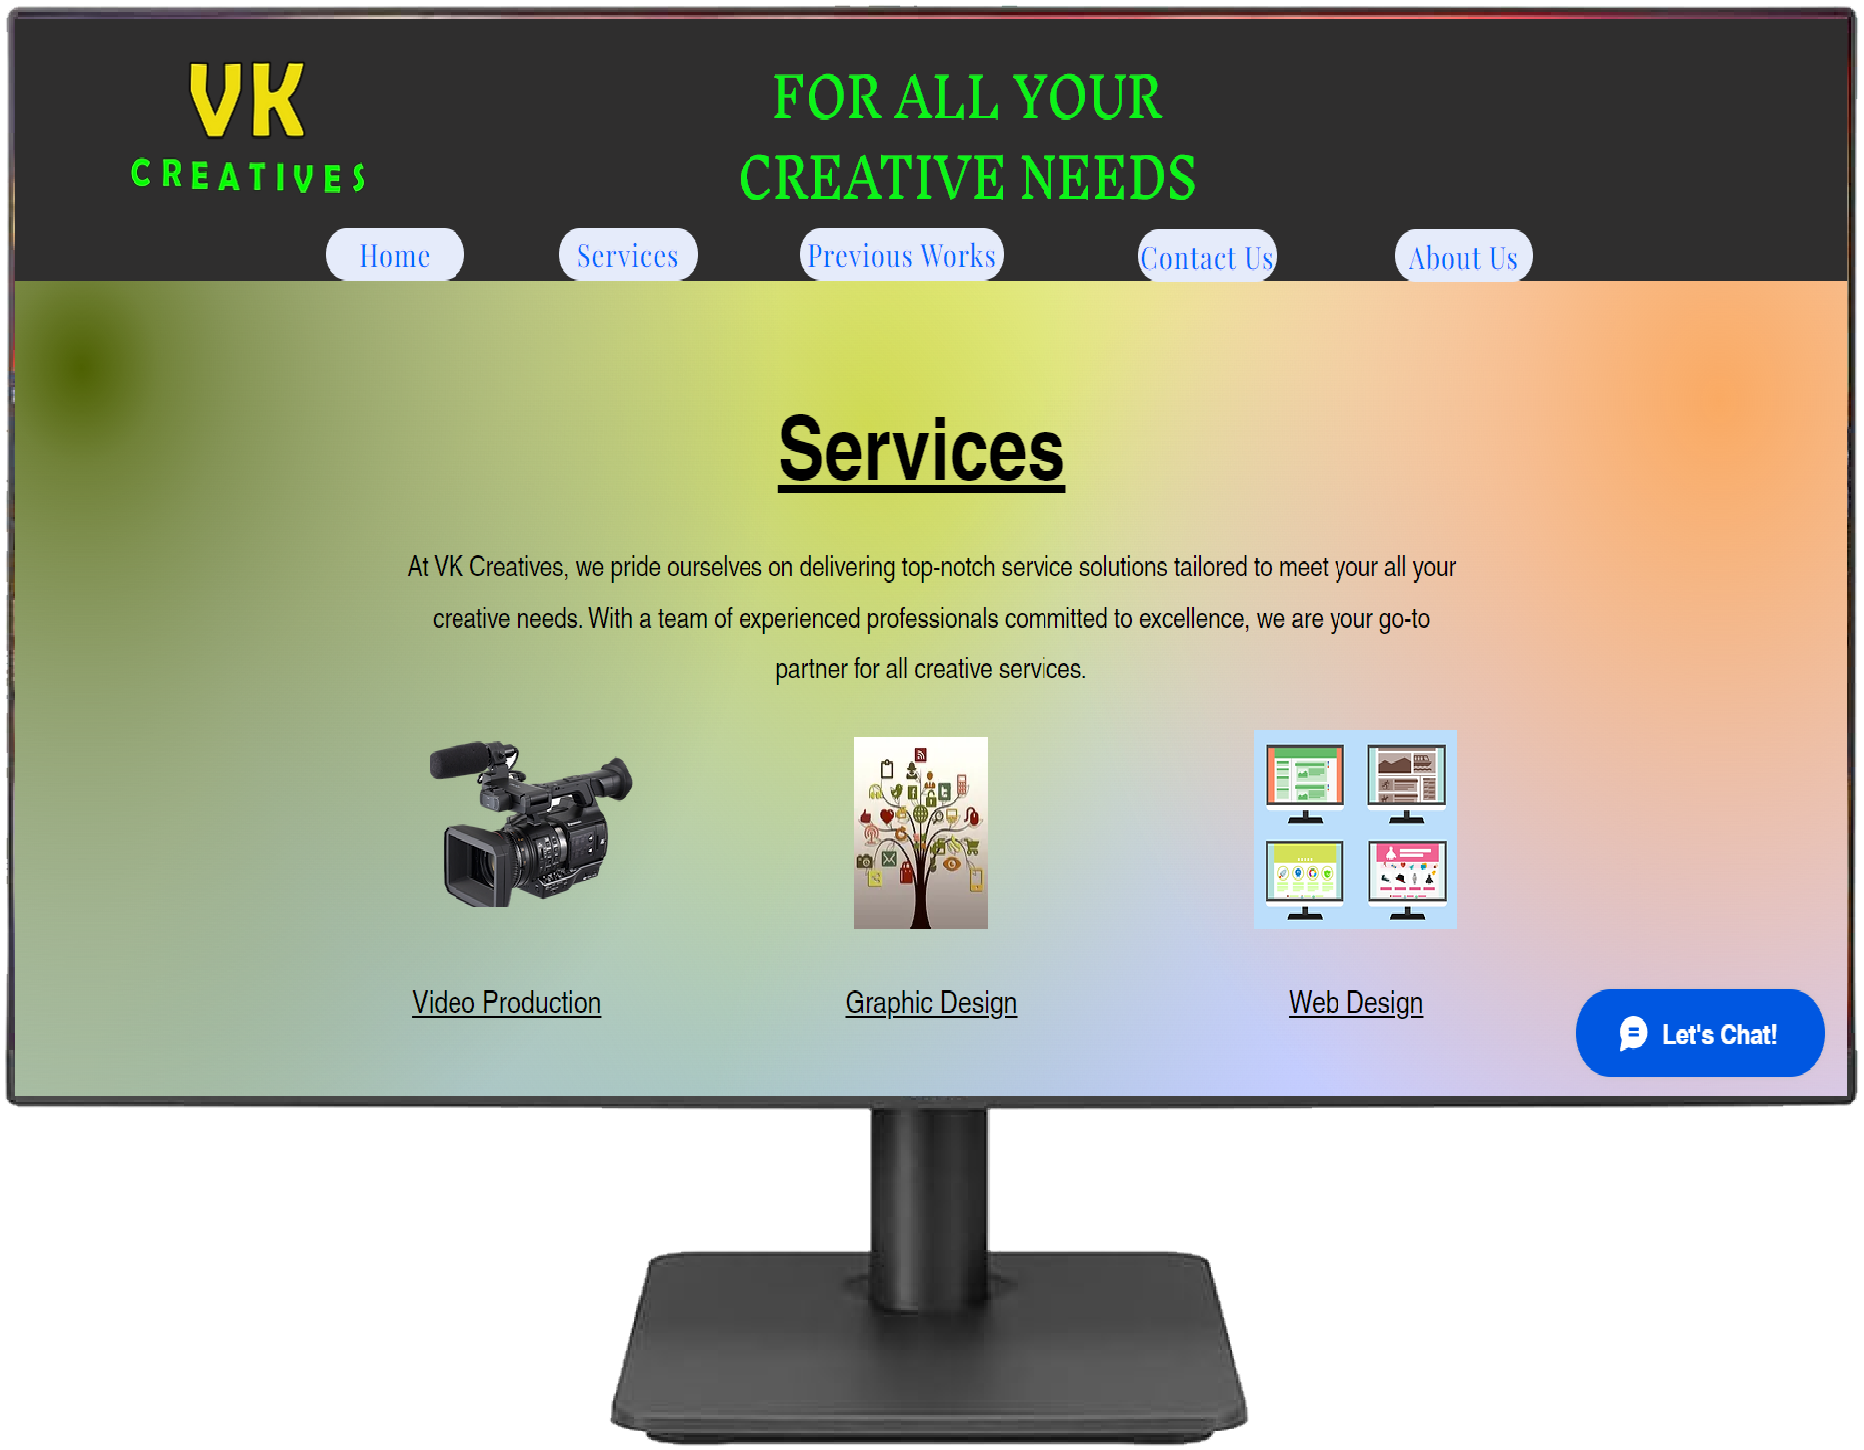 VK
CREATIVES
FOR ALL YOUR
CREATIVE NEEDS
Home
Services
Previous Works
Contact Us
About Us
Services
At VK Creatives, we pride ourselves on delivering top-notch service solutions tailored to meet your all your
creative needs. With a team of experienced professionals committed to excellence, we are your go-to
partner for all creative services.
Video Production
Graphic Design
Web Design
Let's Chat!